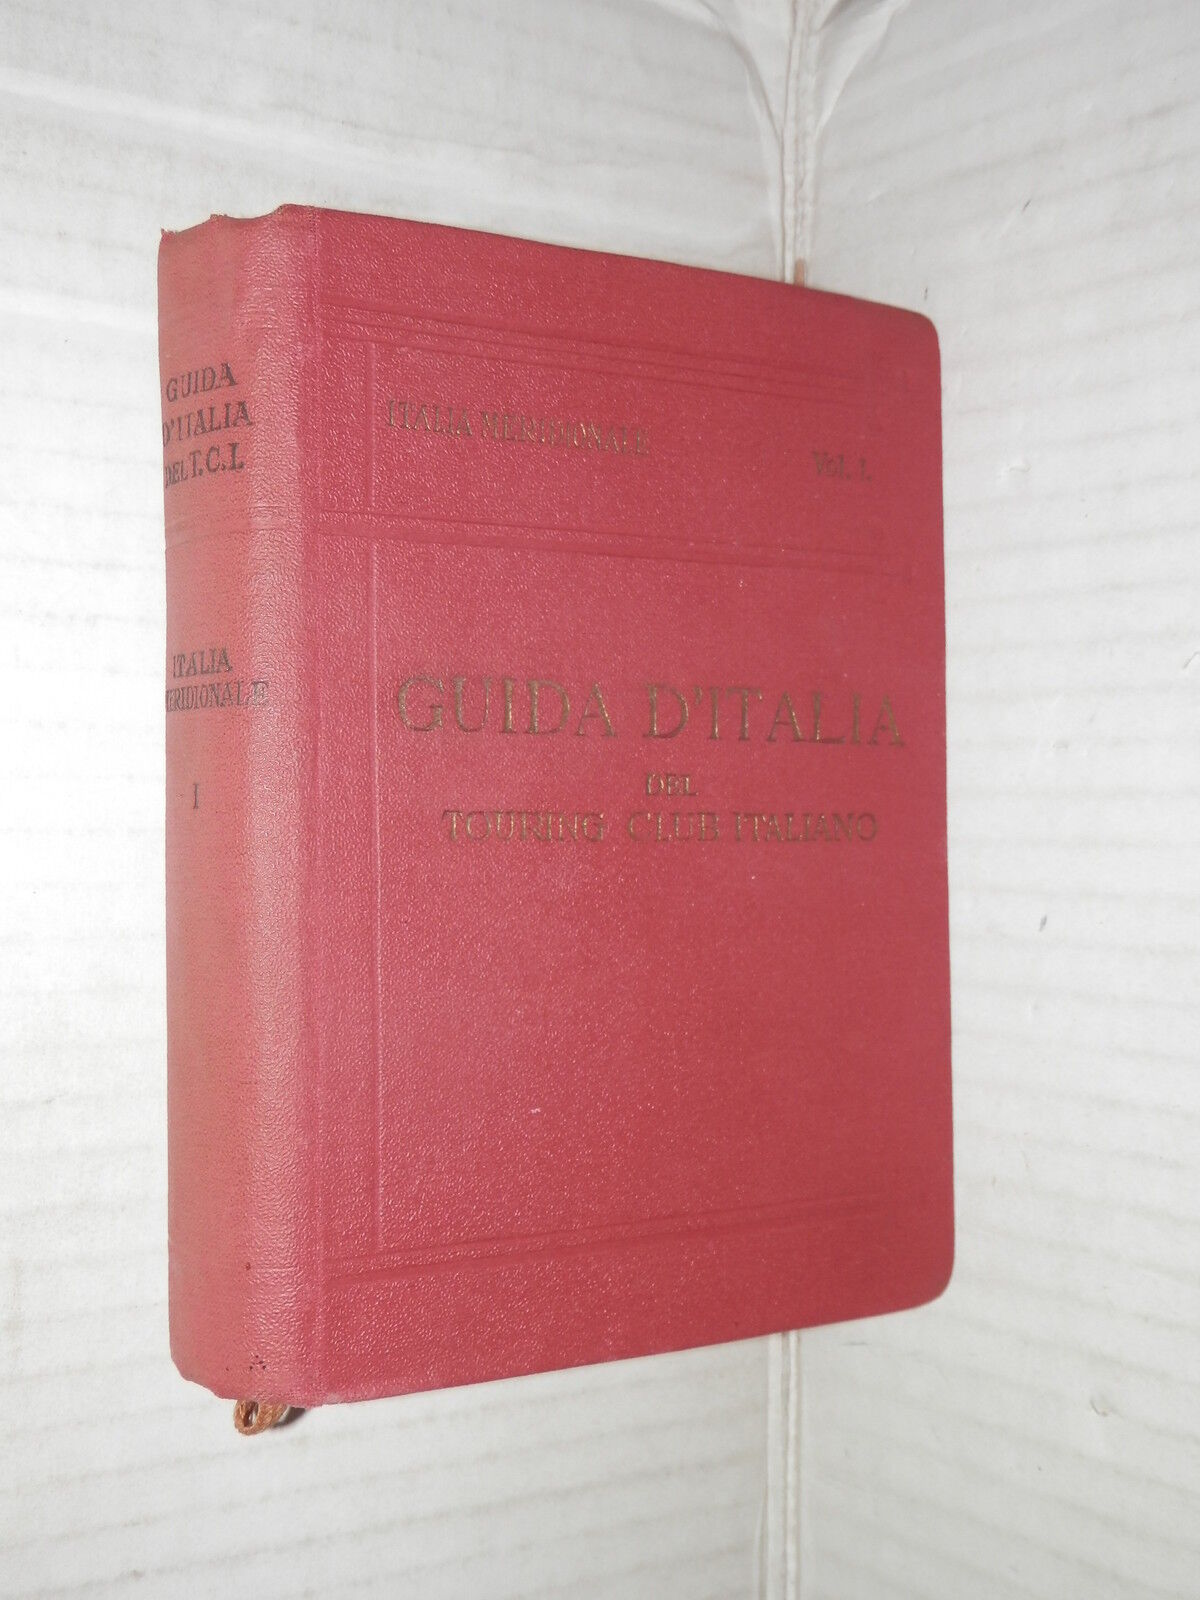 GUIDA
D'ITALIA
DEL T.C.I.
ITALIA
MERIDIONALE
I
ITALIA MERIDIONALE
Vol. I.
GUIDA D'ITALIA
DEL
TOURING CLUB ITALIANO